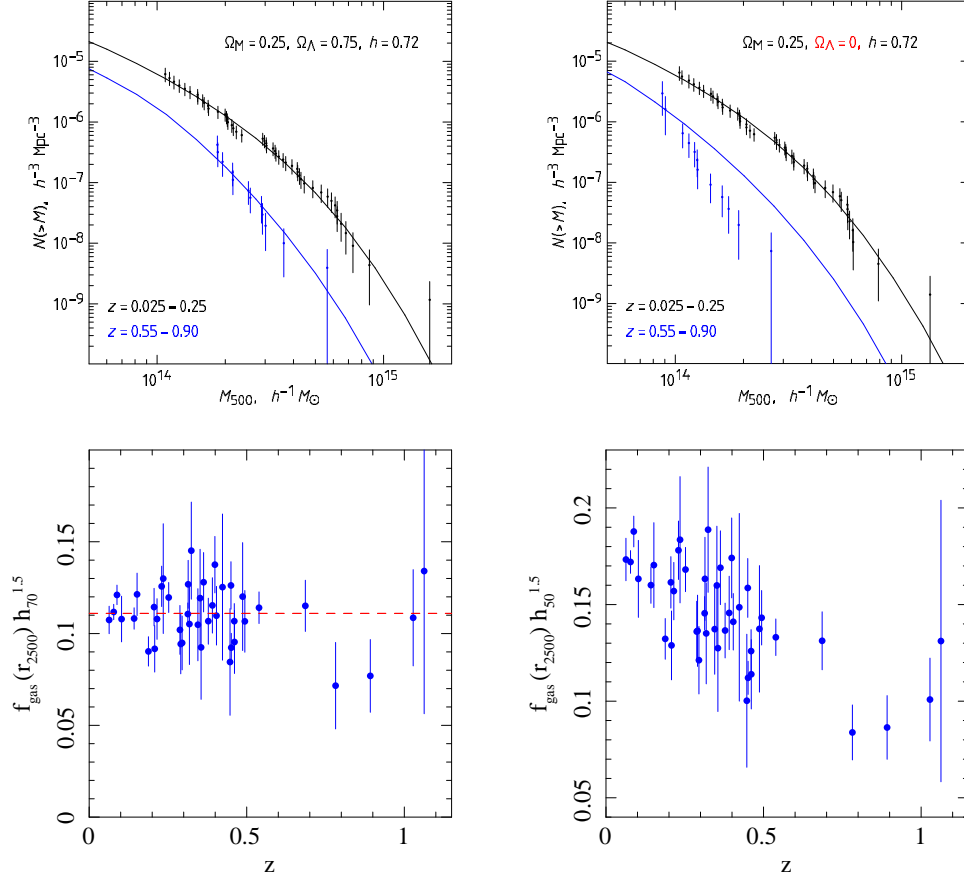 Ω_M = 0.25, Ω_Λ = 0.75, h = 0.72
10^−5
10^−6
10^−7
10^−8
10^−9
N(>M), h^−3 Mpc^−3
z = 0.025−0.25
z = 0.55−0.90
10^14
10^15
M_500, h^−1 M_⊙
Ω_M = 0.25, Ω_Λ = 0, h = 0.72
10^−5
10^−6
10^−7
10^−8
10^−9
N(>M), h^−3 Mpc^−3
z = 0.025−0.25
z = 0.55−0.90
10^14
10^15
M_500, h^−1 M_⊙
0.15
0.1
0.05
0
f_gas (r_2500) h_70^1.5
0
0.5
1
z
0.2
0.15
0.1
0.05
f_gas (r_2500) h_50^1.5
0
0.5
1
z